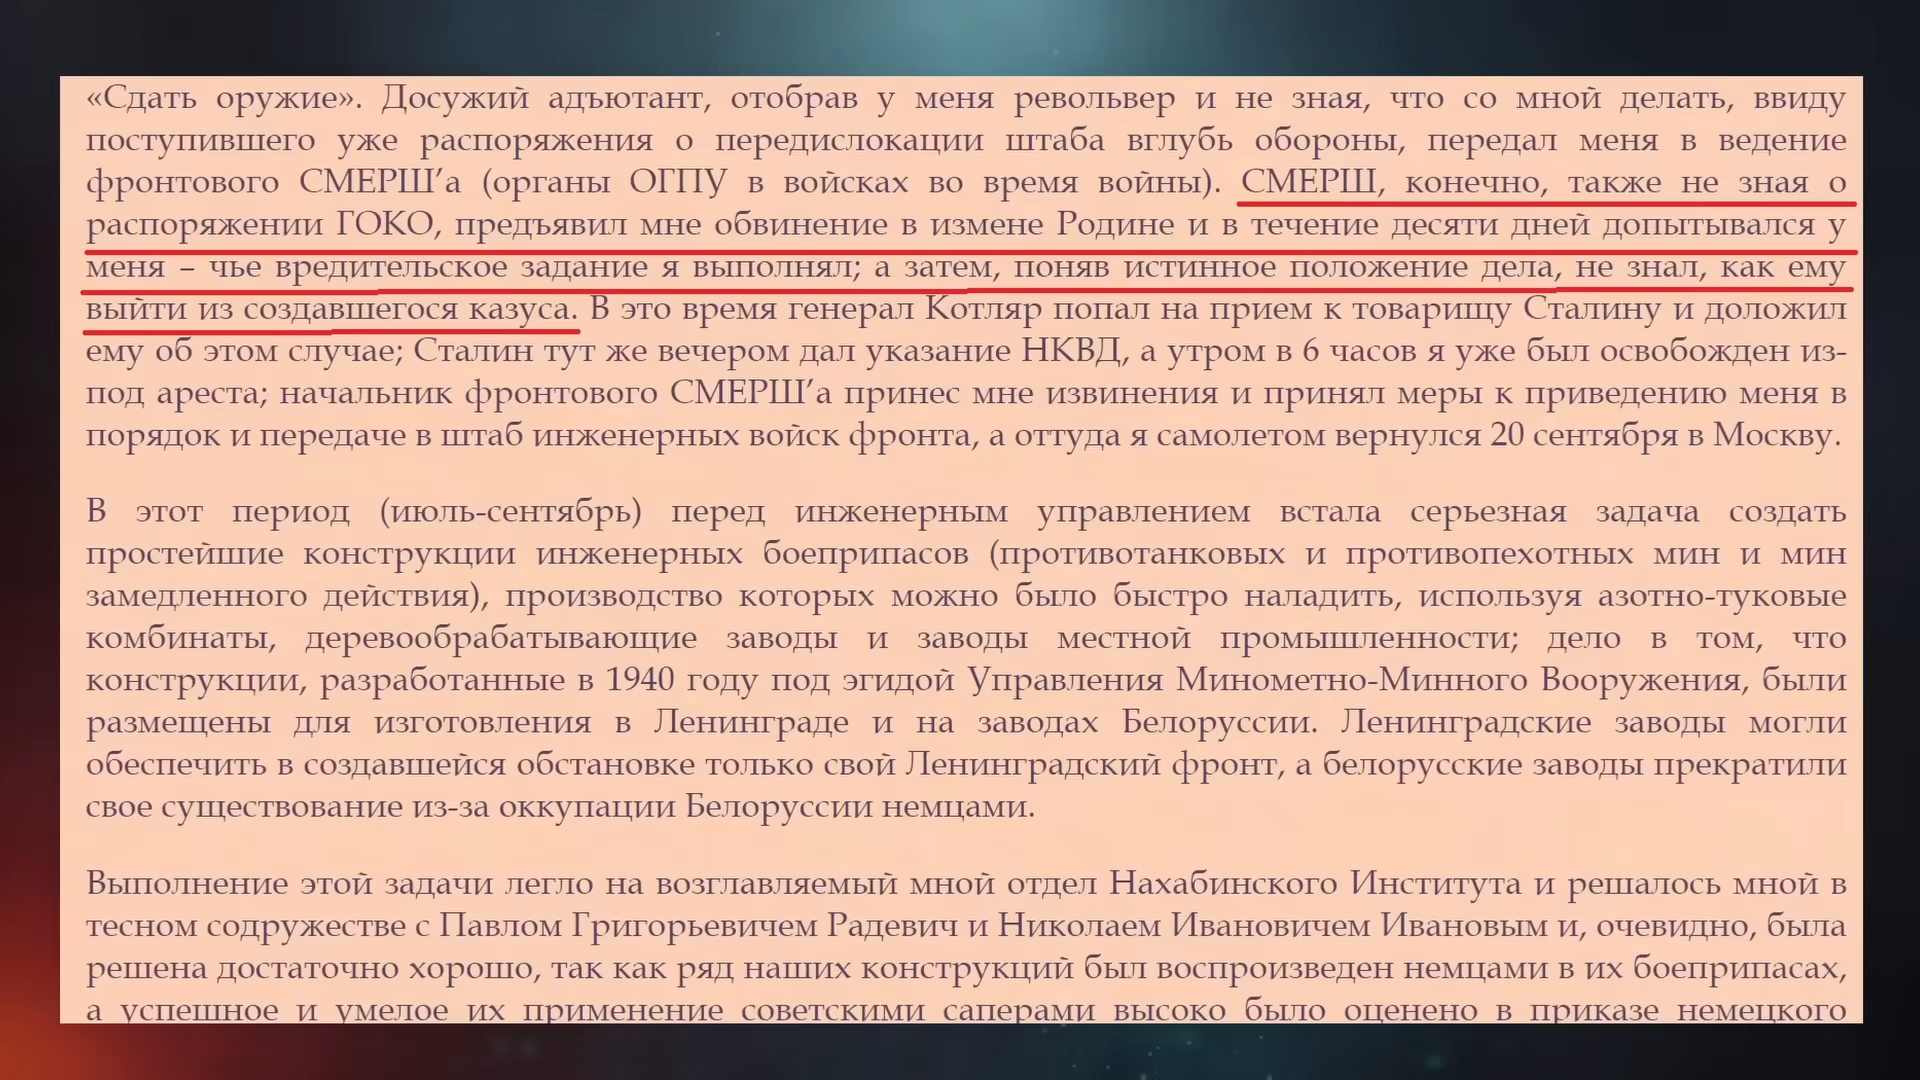 «Сдать оружие». Досужий адъютант, отобрав у меня револьвер и не зная, что со мной делать, ввиду
поступившего уже распоряжения о передислокации штаба вглубь обороны, передал меня в ведение
фронтового СМЕРШ’а (органы ОГПУ в войсках во время войны). СМЕРШ, конечно, также не зная о
распоряжении ГОКО, предъявил мне обвинение в измене Родине и в течение десяти дней допытывался у
меня – чье вредительское задание я выполнял; а затем, поняв истинное положение дела, не знал, как ему
выйти из создавшегося казуса. В это время генерал Котляр попал на прием к товарищу Сталину и доложил
ему об этом случае; Сталин тут же вечером дал указание НКВД, а утром в 6 часов я уже был освобожден из-
под ареста; начальник фронтового СМЕРШ’а принес мне извинения и принял меры к приведению меня в
порядок и передаче в штаб инженерных войск фронта, а оттуда я самолетом вернулся 20 сентября в Москву.
В этот период (июль-сентябрь) перед инженерным управлением встала серьезная задача создать
простейшие конструкции инженерных боеприпасов (противотанковых и противопехотных мин и мин
замедленного действия), производство которых можно было быстро наладить, используя азотно-туковые
комбинаты, деревообрабатывающие заводы и заводы местной промышленности; дело в том, что
конструкции, разработанные в 1940 году под эгидой Управления Минометно-Минного Вооружения, были
размещены для изготовления в Ленинграде и на заводах Белоруссии. Ленинградские заводы могли
обеспечить в создавшейся обстановке только свой Ленинградский фронт, а белорусские заводы прекратили
свое существование из-за оккупации Белоруссии немцами.
Выполнение этой задачи легло на возглавляемый мной отдел Нахабинского Института и решалось мной в
тесном содружестве с Павлом Григорьевичем Радевич и Николаем Ивановичем Ивановым и, очевидно, была
решена достаточно хорошо, так как ряд наших конструкций был воспроизведен немцами в их боеприпасах,
а успешное и умелое их применение советскими саперами высоко было оценено в приказе немецкого